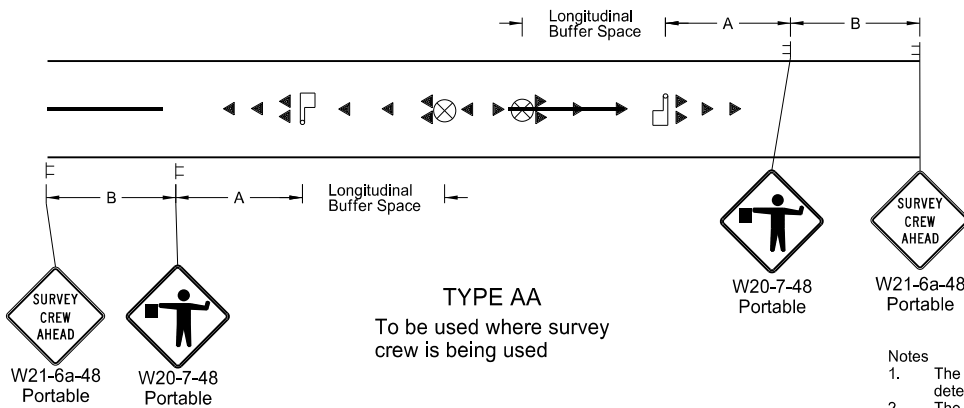 Longitudinal
Buffer Space
A
B
B
A
Longitudinal
Buffer Space
SURVEY
CREW
AHEAD
W21-6a-48
Portable
W20-7-48
Portable
TYPE AA
To be used where survey
crew is being used
W20-7-48
Portable
SURVEY
CREW
AHEAD
W21-6a-48
Portable
Notes
1. The
dete
2. The